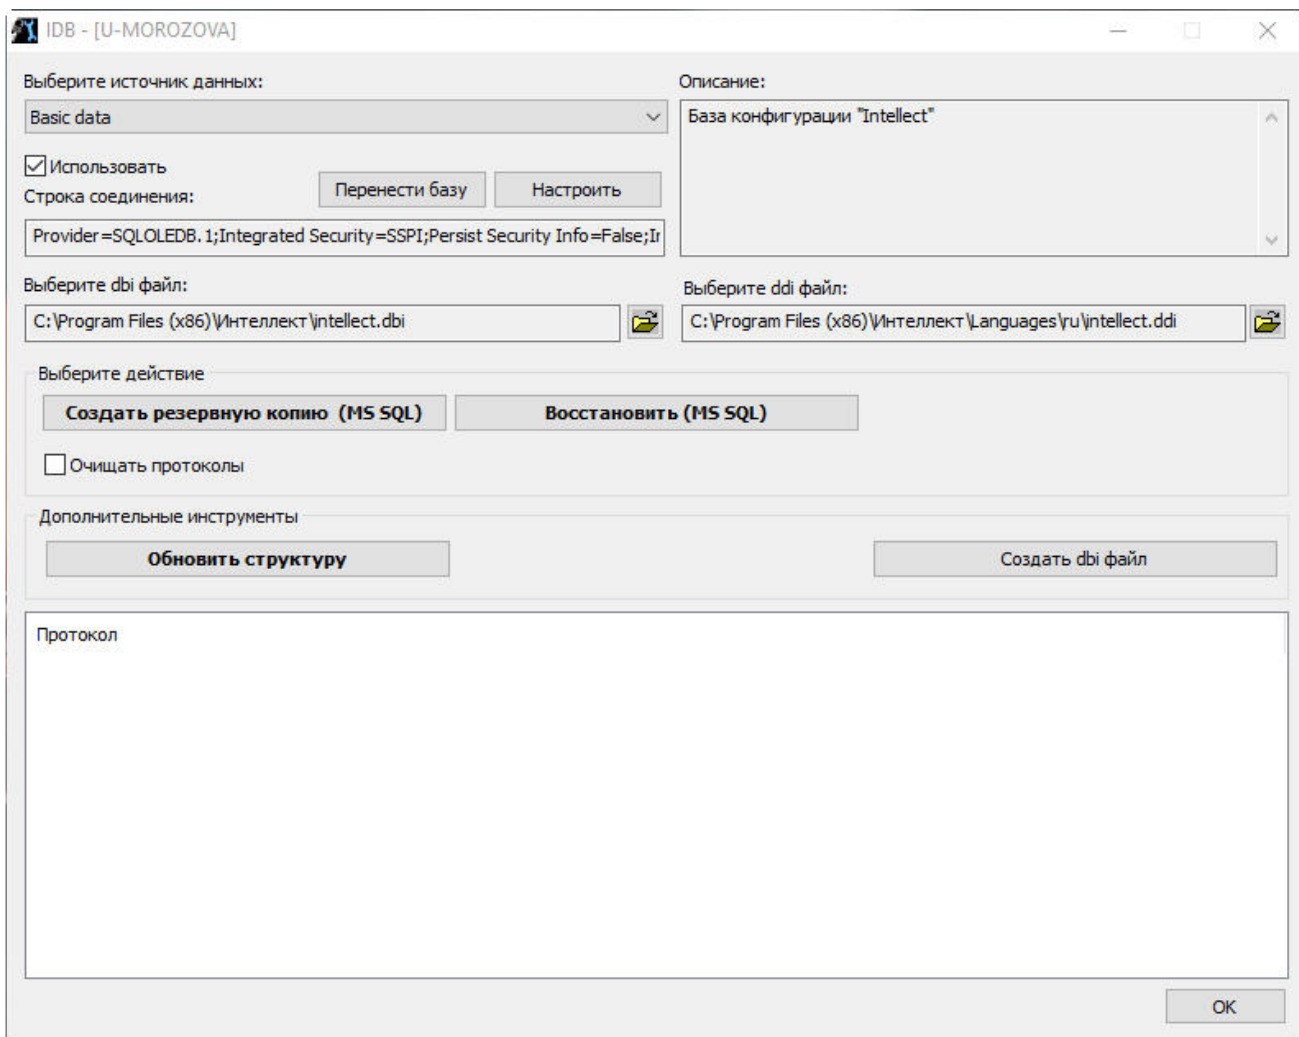 IDB - [U-MOROZOVA]
Выберите источник данных:
Basic data
Описание:
База конфигурации "Intellect"
Использовать
Строка соединения:
Перенести базу
Настроить
Provider=SQLOLEDB.1;Integrated Security=SSPI;Persist Security Info=False;Ir
Выберите dbi файл:
C:\Program Files (x86)\Интеллект\intellect.dbi
Выберите ddi файл:
C:\Program Files (x86)\Интеллект\Languages\ru\intellect.ddi
Выберите действие
Создать резервную копию (MS SQL)
Восстановить (MS SQL)
Очищать протоколы
Дополнительные инструменты
Обновить структуру
Создать dbi файл
Протокол
OK